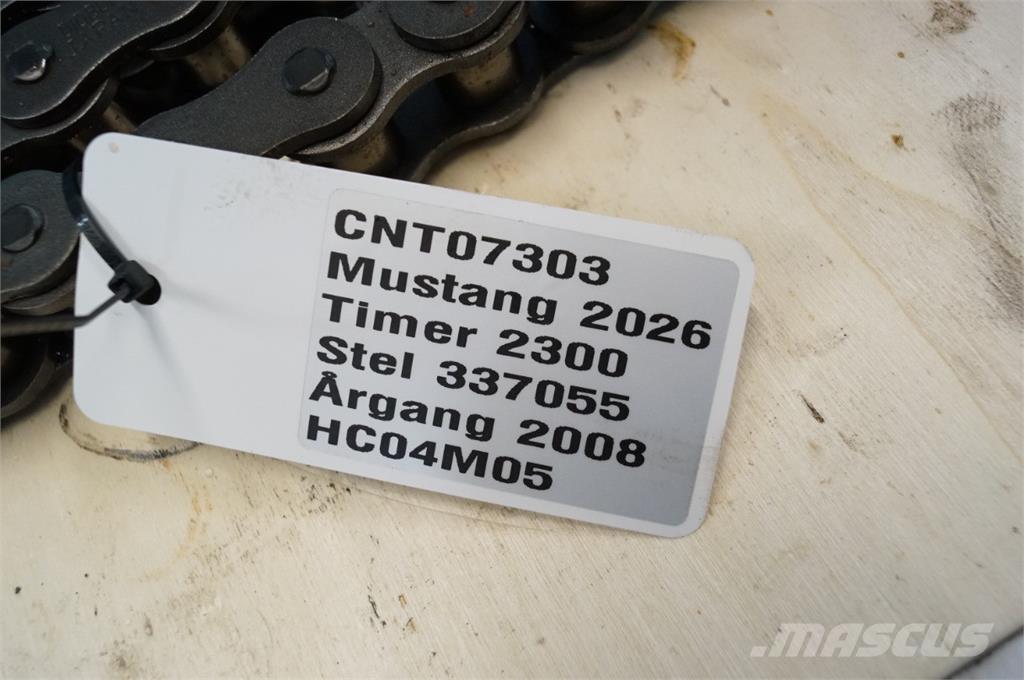 CNT07303
Mustang 2026
Timer 2300
Stel 337055
Årgang 2008
HC04M05
MASCUS